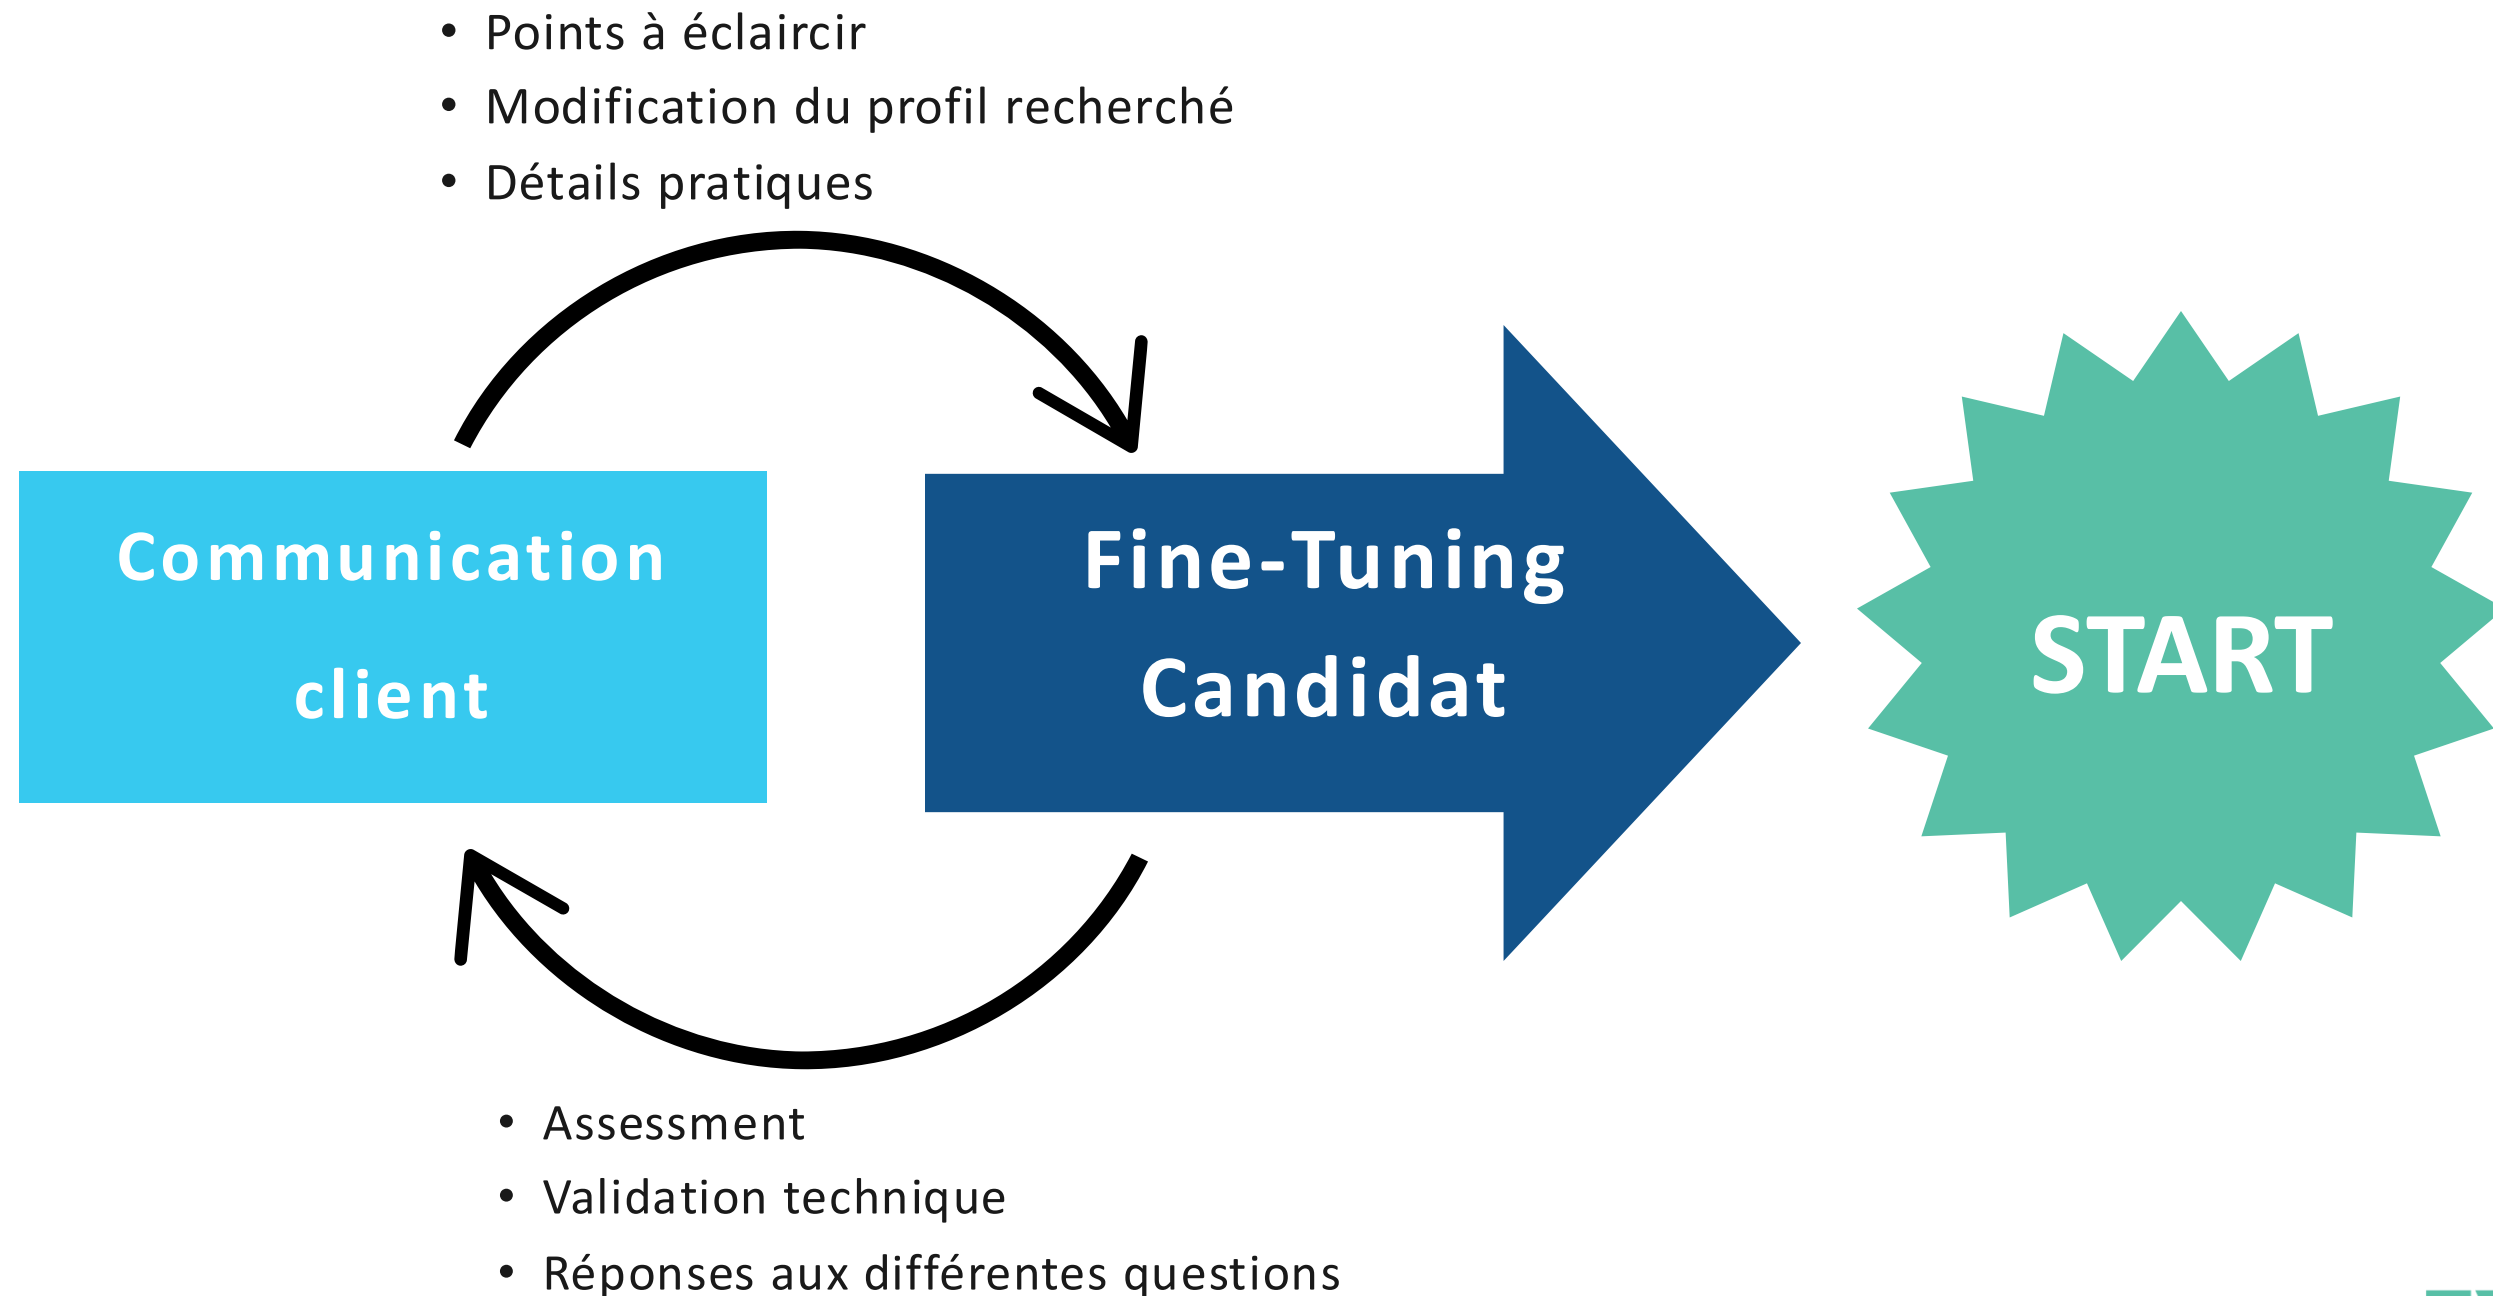 Points à éclaircir
Modification du profil recherché
Détails pratiques
Communication
client
Fine-Tuning
Candidat
START
Assessment
Validation technique
Réponses aux différentes questions